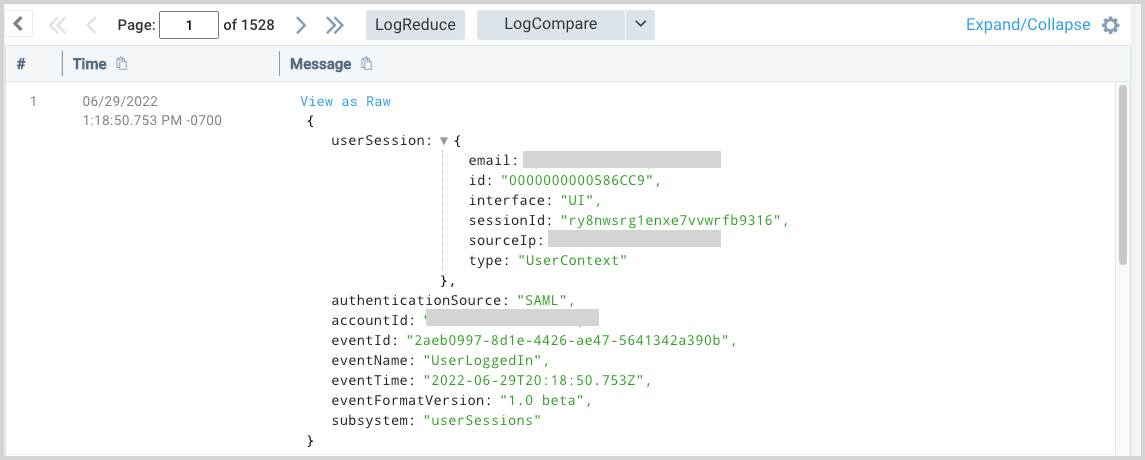 Page: 1 of 1528 LogReduce LogCompare Expand/Collapse
# Time Message
1 06/29/2022 View as Raw
1:18:50.753 PM -0700 {
userSession: {
email:
id: "0000000000586CC9",
interface: "UI",
sessionId: "ry8nwsrg1enxe7vvwrfb9316",
sourceIp:
type: "UserContext"
},
authenticationSource: "SAML",
accountId:
eventId: "2aeb0997-8d1e-4426-ae47-5641342a390b",
eventName: "UserLoggedIn",
eventTime: "2022-06-29T20:18:50.753Z",
eventFormatVersion: "1.0 beta",
subsystem: "userSessions"
}